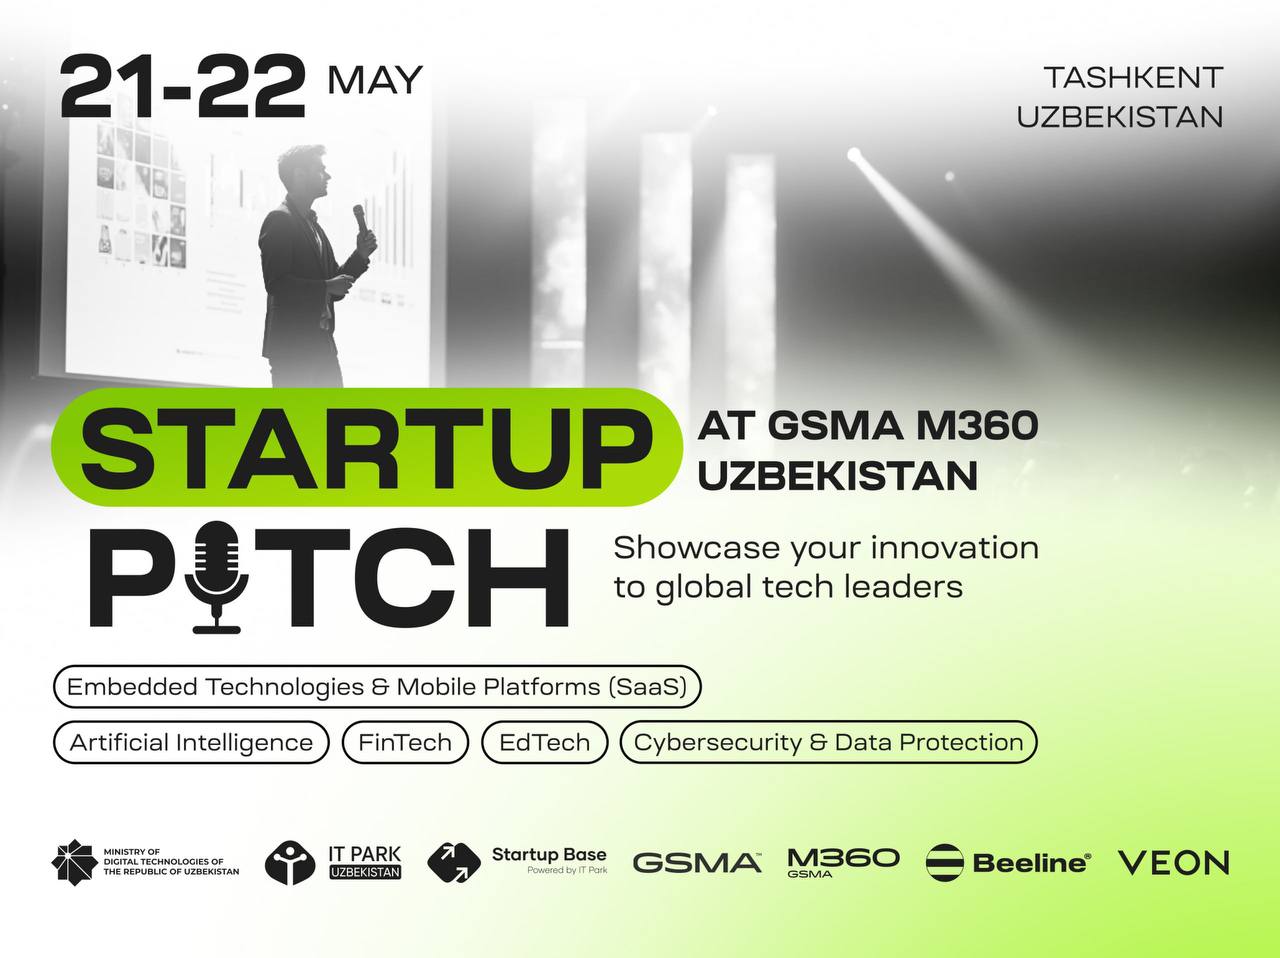 21-22 MAY
TASHKENT
UZBEKISTAN
STARTUP
PITCH
AT GSMA M360
UZBEKISTAN
Showcase your innovation
to global tech leaders
Embedded Technologies & Mobile Platforms (SaaS)
Artificial Intelligence
FinTech
EdTech
Cybersecurity & Data Protection
MINISTRY OF
DIGITAL TECHNOLOGIES OF
THE REPUBLIC OF UZBEKISTAN
IT PARK
UZBEKISTAN
Startup Base
Powered by IT Park
GSMA™
M360
GSMA
Beeline®
VEON